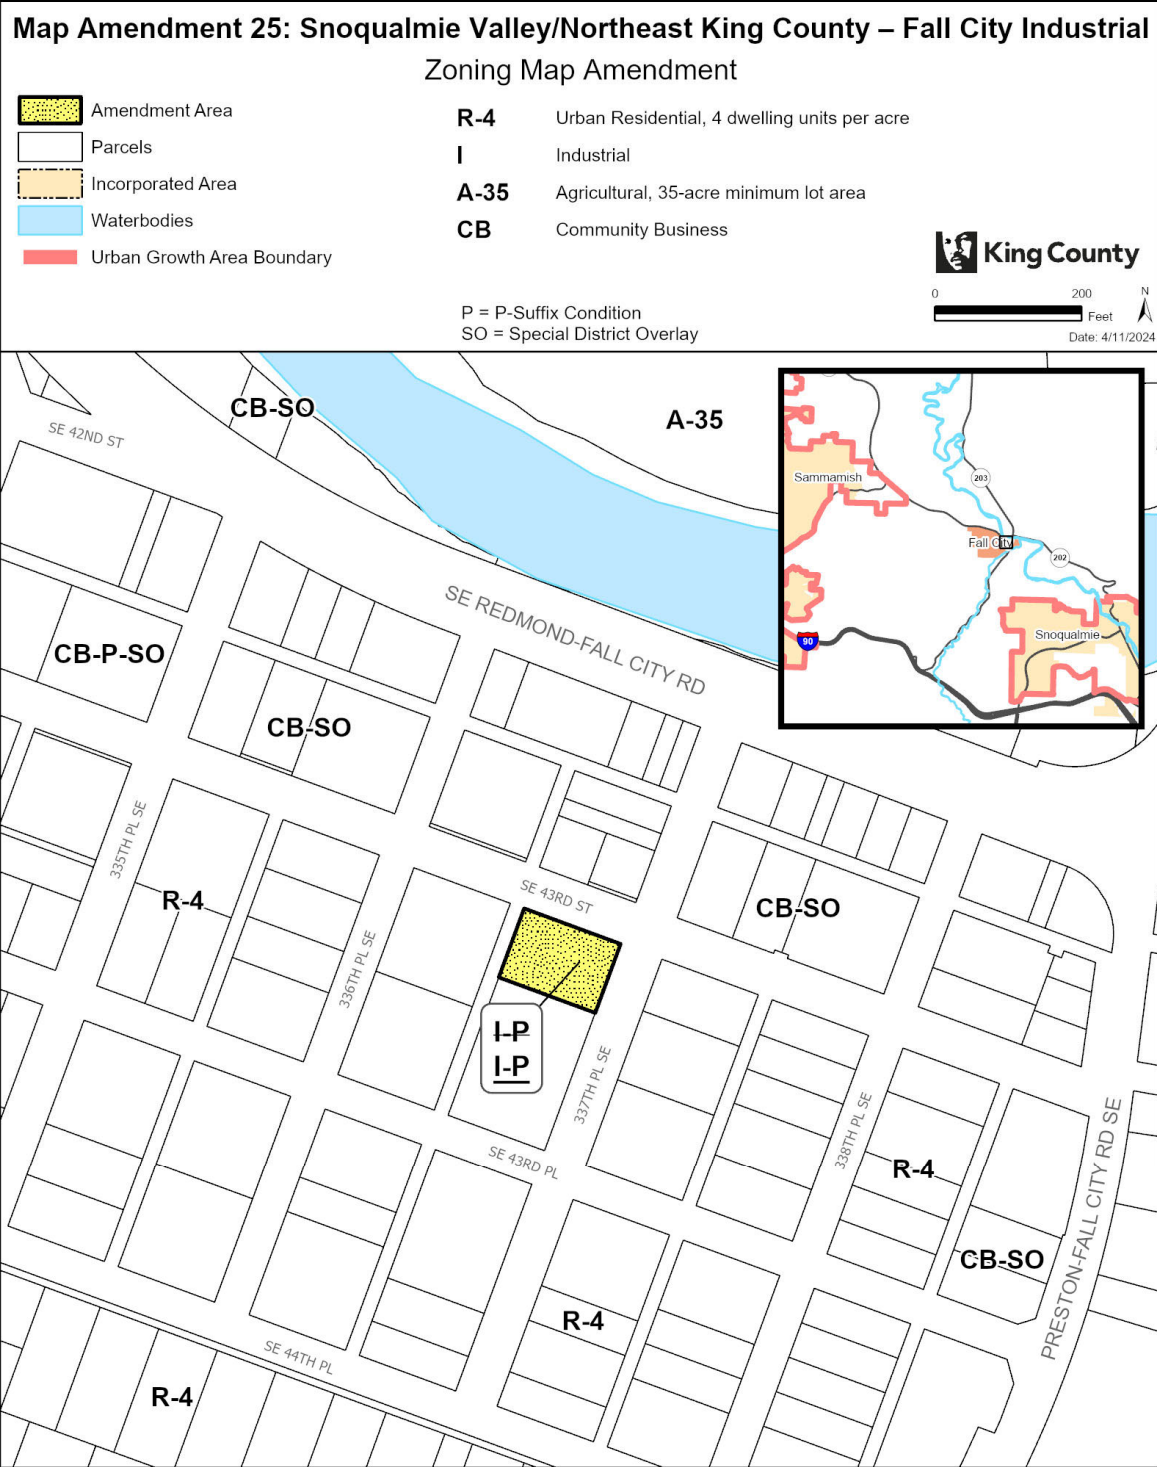 Map Amendment 25: Snoqualmie Valley/Northeast King County – Fall City Industrial
Zoning Map Amendment
Amendment Area
Parcels
Incorporated Area
Waterbodies
Urban Growth Area Boundary
R-4 Urban Residential, 4 dwelling units per acre
I Industrial
A-35 Agricultural, 35-acre minimum lot area
CB Community Business
P = P-Suffix Condition
SO = Special District Overlay
King County
0 200
Feet
N
Date: 4/11/2024
CB-SO
A-35
SE 42ND ST
Sammamish
203
Fall City
202
Snoqualmie
90
SE REDMOND-FALL CITY RD
CB-P-SO
CB-SO
335TH PL SE
R-4
SE 43RD ST
CB-SO
336TH PL SE
I-P
I-P
337TH PL SE
338TH PL SE
SE 43RD PL
R-4
PRESTON-FALL CITY RD SE
CB-SO
R-4
SE 44TH PL
R-4